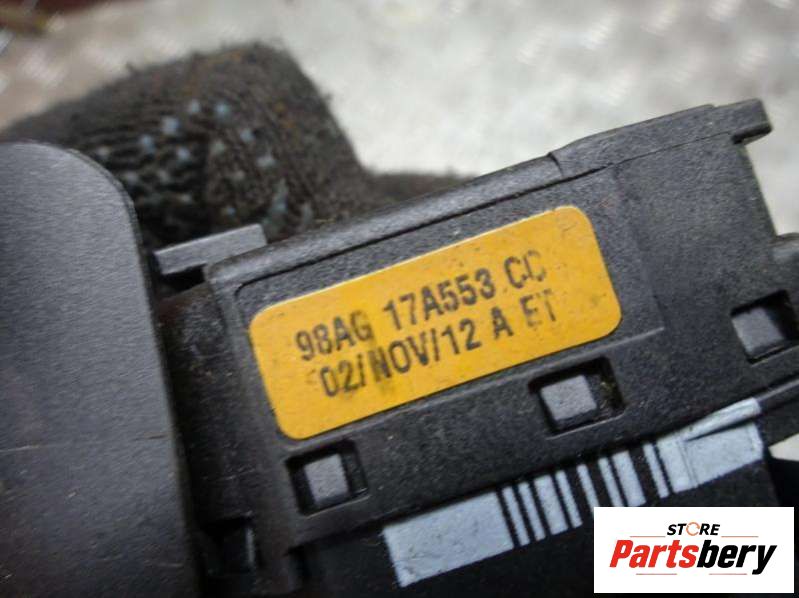 98AG 17A553 CC
02/NOV/12 A ET
STORE
Partsbery